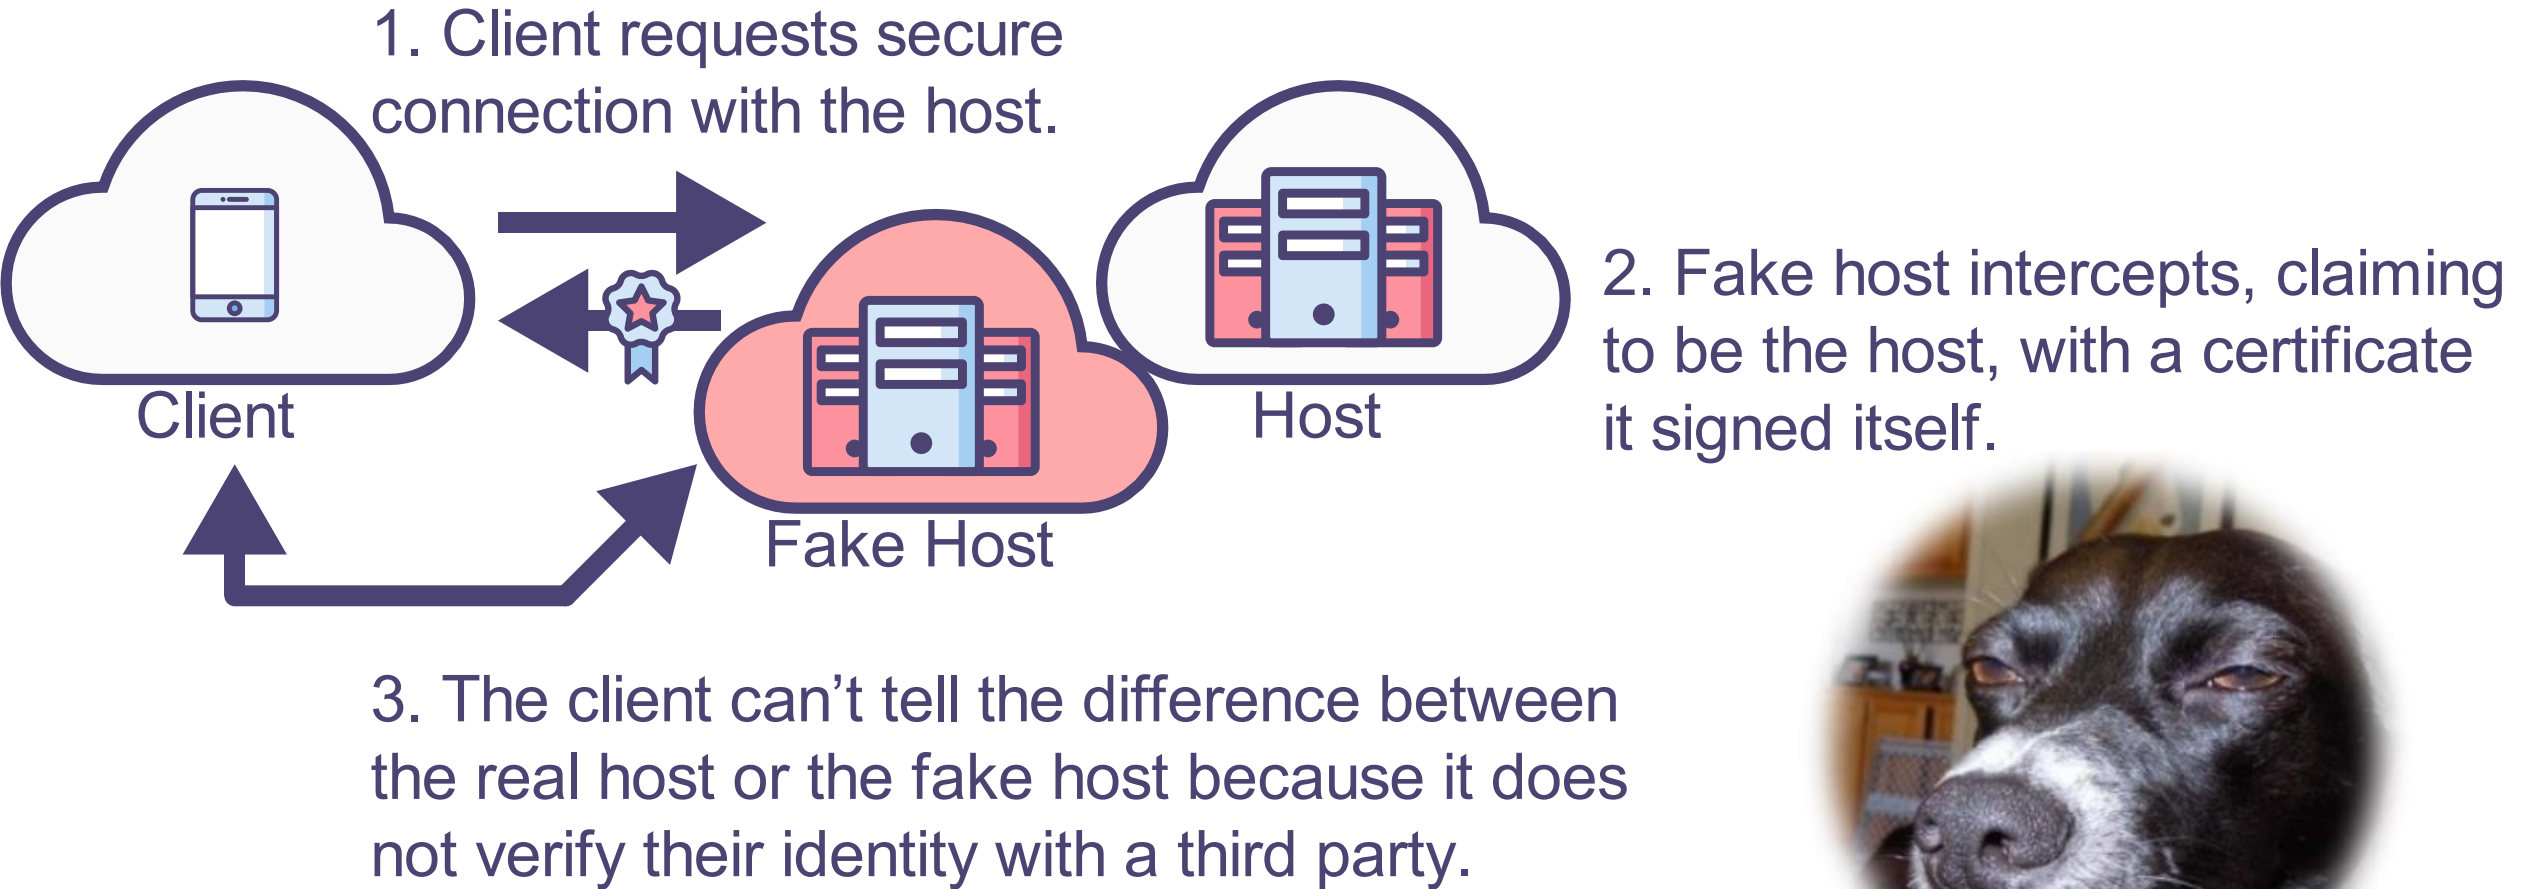 1. Client requests secure
connection with the host.
Client
Fake Host
Host
2. Fake host intercepts, claiming
to be the host, with a certificate
it signed itself.
3. The client can’t tell the difference between
the real host or the fake host because it does
not verify their identity with a third party.